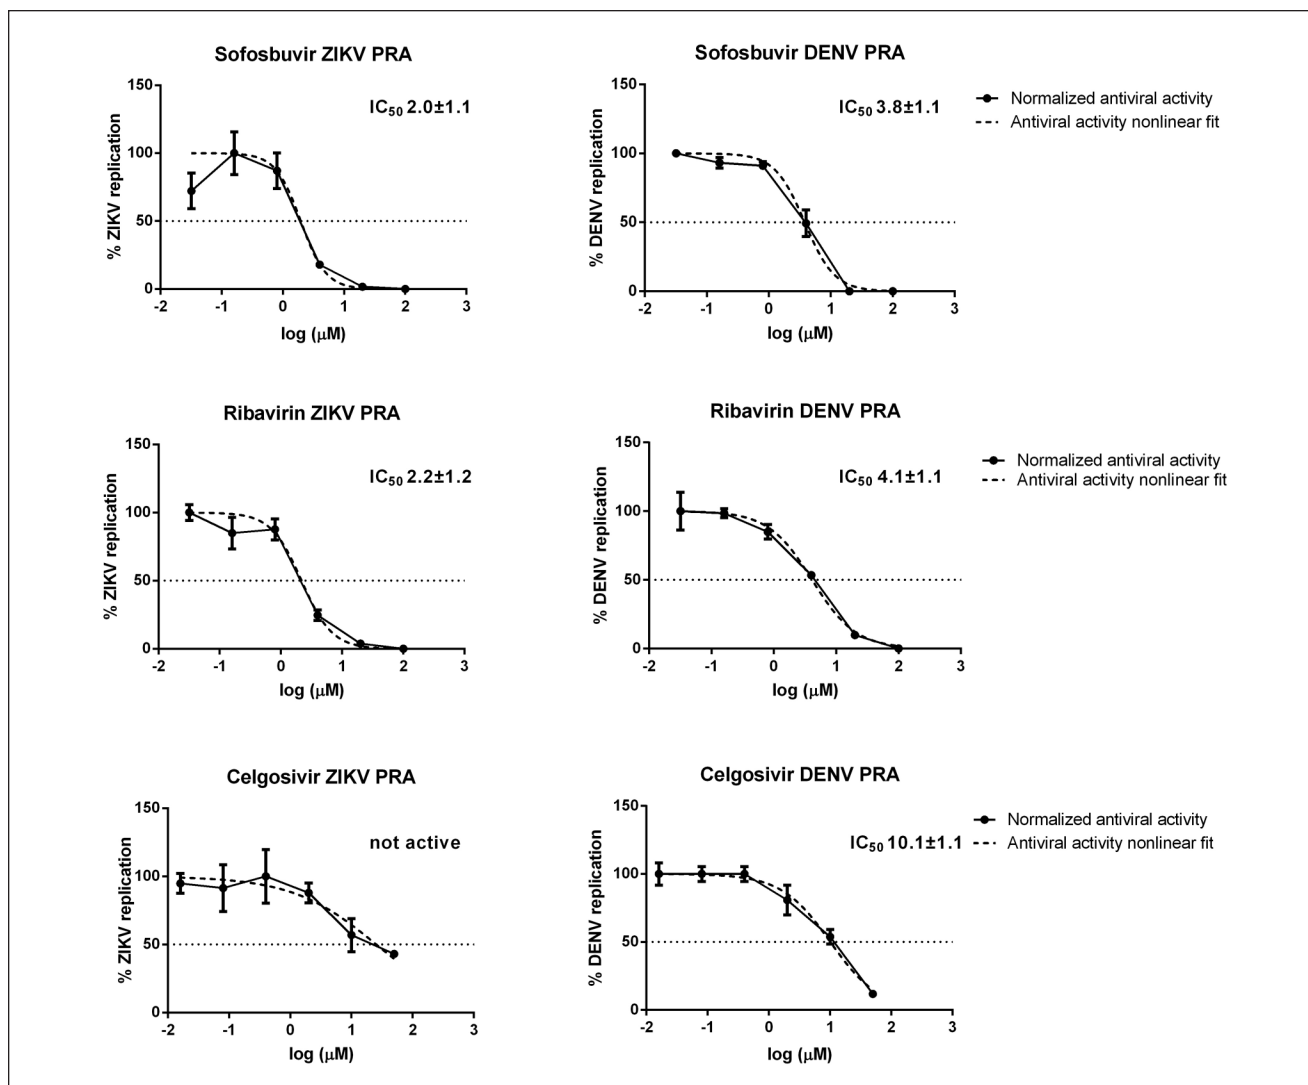 Sofosbuvir ZIKV PRA
150
100
50
0
% ZIKV replication
IC50 2.0±1.1
-2 -1 0 1 2 3
log (μM)
Sofosbuvir DENV PRA
150
100
50
0
% DENV replication
IC50 3.8±1.1
-2 -1 0 1 2 3
log (μM)
Normalized antiviral activity
Antiviral activity nonlinear fit
Ribavirin ZIKV PRA
150
100
50
0
% ZIKV replication
IC50 2.2±1.2
-2 -1 0 1 2 3
log (μM)
Ribavirin DENV PRA
150
100
50
0
% DENV replication
IC50 4.1±1.1
-2 -1 0 1 2 3
log (μM)
Normalized antiviral activity
Antiviral activity nonlinear fit
Celgosivir ZIKV PRA
150
100
50
0
% ZIKV replication
not active
-2 -1 0 1 2 3
log (μM)
Celgosivir DENV PRA
150
100
50
0
% DENV replication
IC50 10.1±1.1
-2 -1 0 1 2 3
log (μM)
Normalized antiviral activity
Antiviral activity nonlinear fit